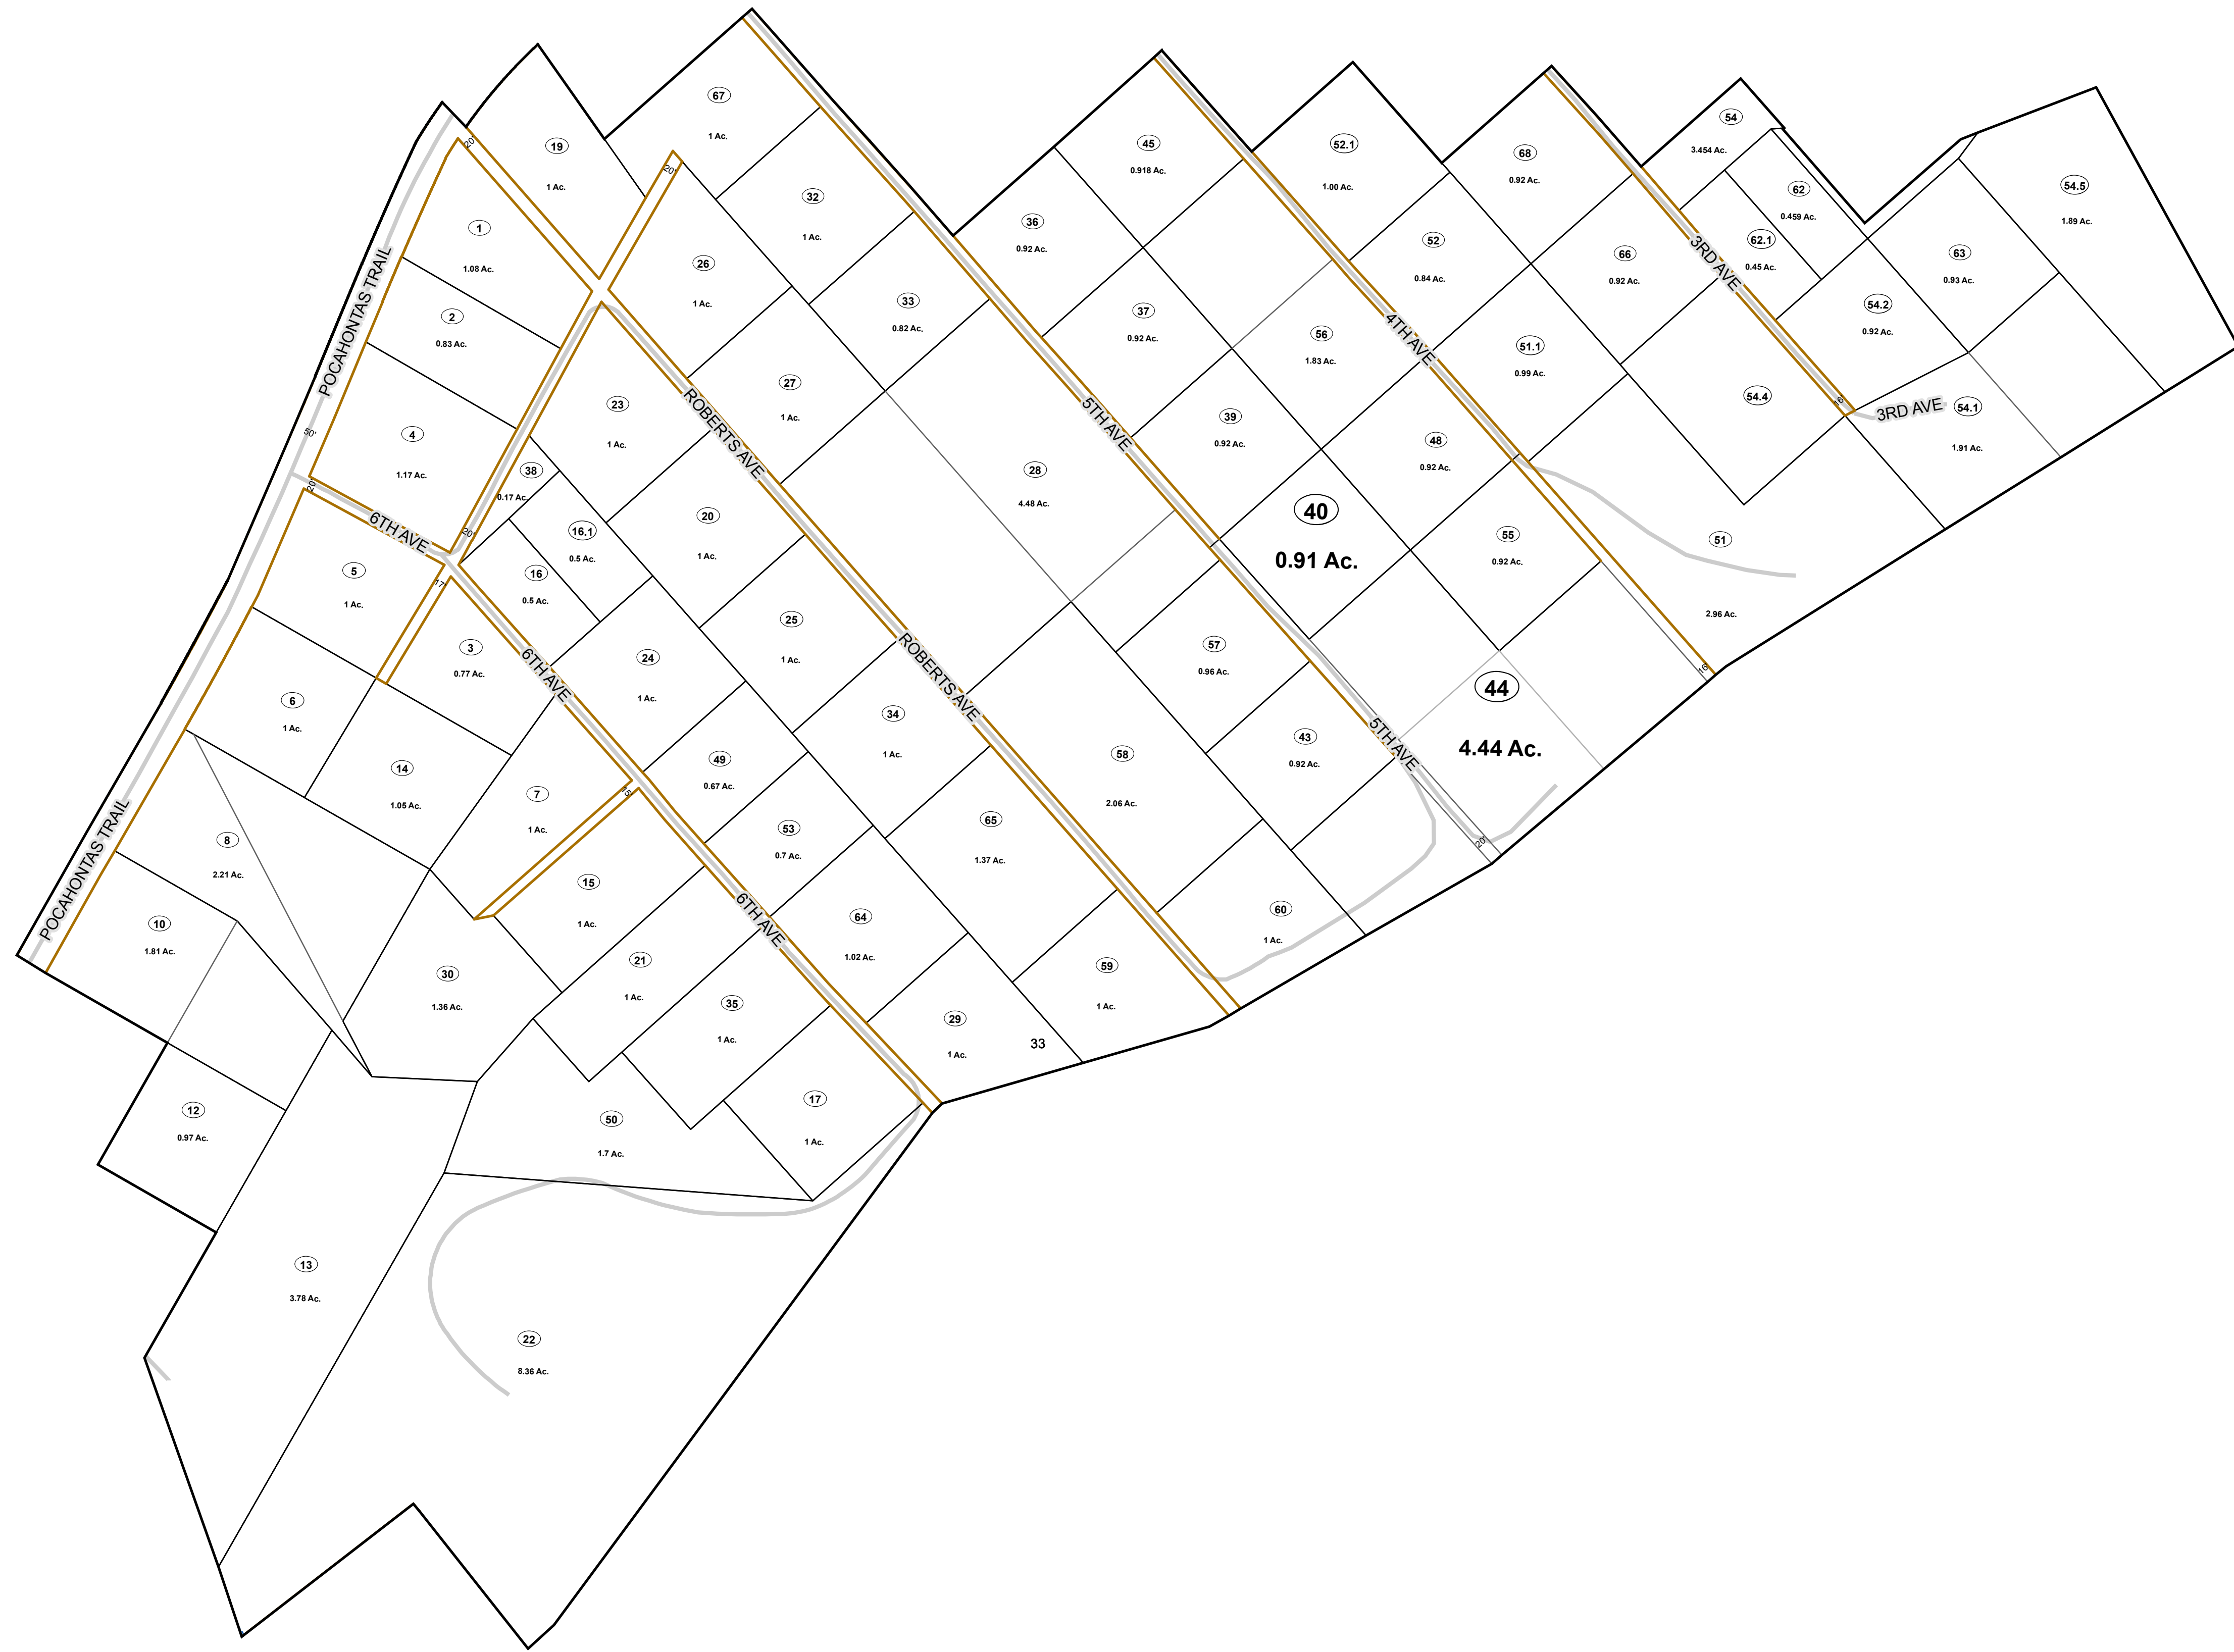 67
1 Ac.
19
1 Ac.
20'
45
0.918 Ac.
52.1
1.00 Ac.
68
0.92 Ac.
54
3.454 Ac.
62
0.459 Ac.
54.5
1.89 Ac.
20'
32
1 Ac.
36
0.92 Ac.
1
1.08 Ac.
52
0.84 Ac.
66
0.92 Ac.
62.1
0.45 Ac.
3RD AVE
63
0.93 Ac.
26
1 Ac.
POCAHONTAS TRAIL
2
0.83 Ac.
33
0.82 Ac.
37
0.92 Ac.
56
1.83 Ac.
4TH AVE
51.1
0.99 Ac.
54.2
0.92 Ac.
27
1 Ac.
23
1 Ac.
ROBERTS AVE
5TH AVE
39
0.92 Ac.
54.4
3RD AVE
54.1
1.91 Ac.
50'
4
1.17 Ac.
48
0.92 Ac.
38
0.17 Ac.
28
4.48 Ac.
20'
6TH AVE
20'
16.1
0.5 Ac.
20
1 Ac.
40
0.91 Ac.
55
0.92 Ac.
51
2.96 Ac.
5
1 Ac.
17'
16
0.5 Ac.
25
1 Ac.
3
0.77 Ac.
6TH AVE
24
1 Ac.
ROBERTS AVE
57
0.96 Ac.
16'
6
1 Ac.
34
1 Ac.
44
4.44 Ac.
43
0.92 Ac.
5TH AVE
14
1.05 Ac.
7
1 Ac.
15'
49
0.67 Ac.
58
2.06 Ac.
POCAHONTAS TRAIL
8
2.21 Ac.
53
0.7 Ac.
65
1.37 Ac.
20'
10
1.81 Ac.
15
1 Ac.
6TH AVE
64
1.02 Ac.
60
1 Ac.
30
1.36 Ac.
21
1 Ac.
59
1 Ac.
35
1 Ac.
29
1 Ac.
33
12
0.97 Ac.
50
1.7 Ac.
17
1 Ac.
13
3.78 Ac.
22
8.36 Ac.